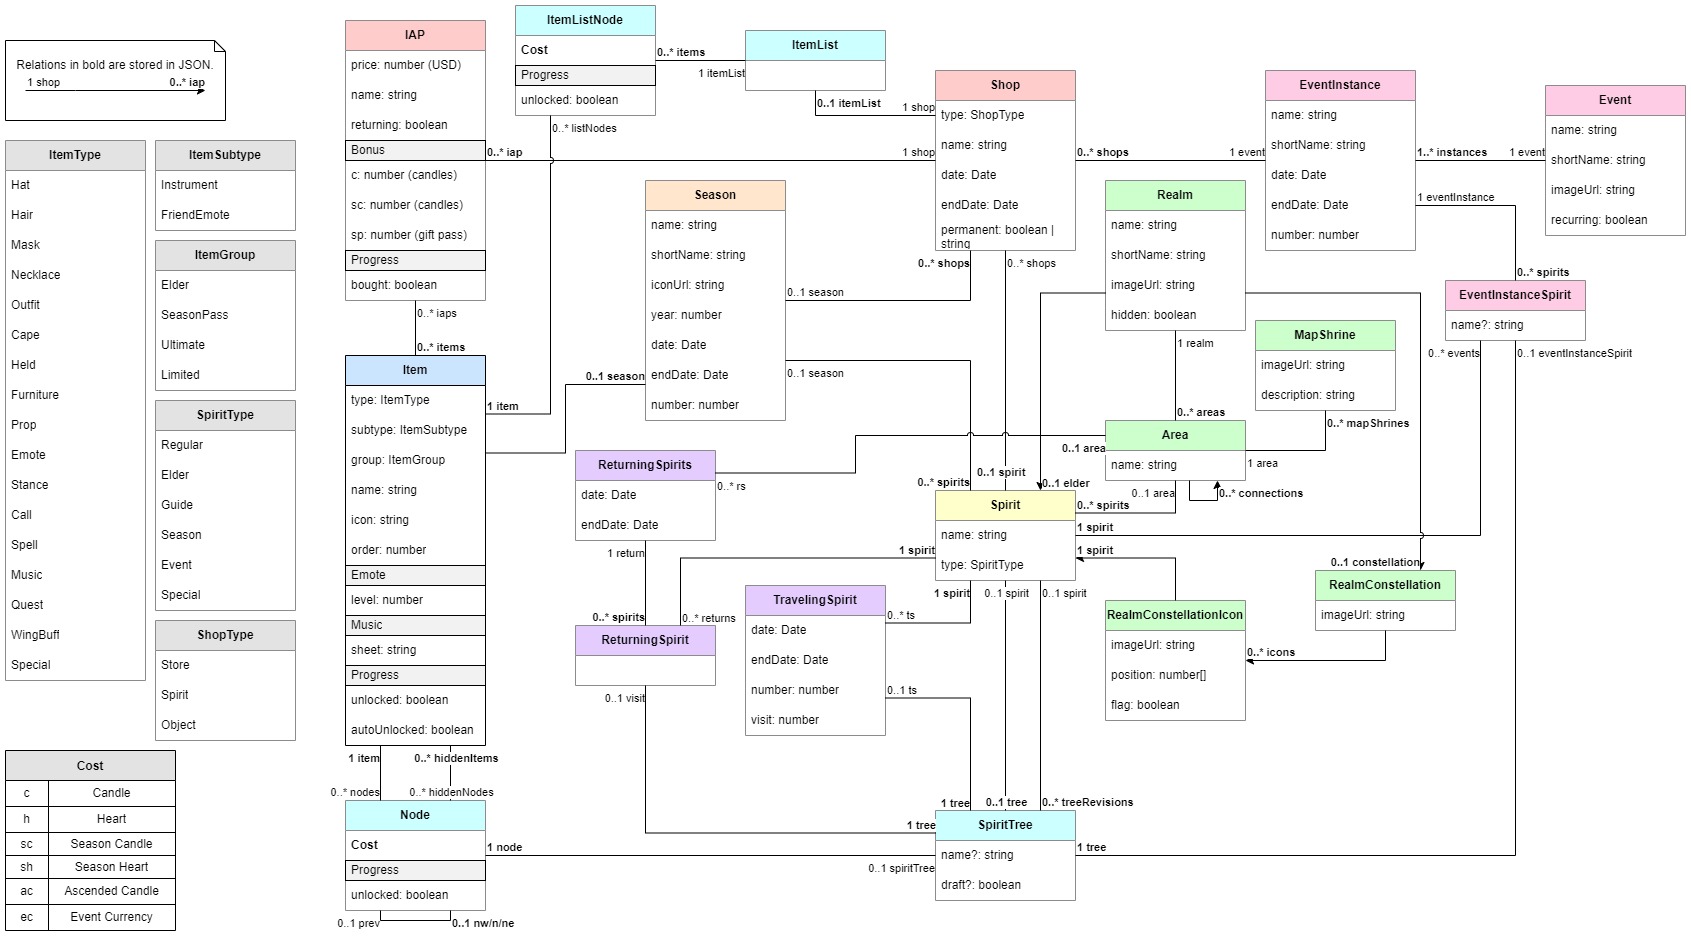 Relations in bold are stored in JSON.
1 shop
0..* iap
ItemType
Hat
Hair
Mask
Necklace
Outfit
Cape
Held
Furniture
Prop
Emote
Stance
Call
Spell
Music
Quest
WingBuff
Special
ItemSubtype
Instrument
FriendEmote
ItemGroup
Elder
SeasonPass
Ultimate
Limited
SpiritType
Regular
Elder
Guide
Season
Event
Special
ShopType
Store
Spirit
Object
Cost
c Candle
h Heart
sc Season Candle
sh Season Heart
ac Ascended Candle
ec Event Currency
IAP
price: number (USD)
name: string
returning: boolean
Bonus
c: number (candles)
sc: number (candles)
sp: number (gift pass)
Progress
bought: boolean
0..* iap
1 shop
0..* iaps
0..* items
Item
type: ItemType
subtype: ItemSubtype
group: ItemGroup
name: string
icon: string
order: number
Emote
level: number
Music
sheet: string
Progress
unlocked: boolean
autoUnlocked: boolean
1 item
0..* hiddenItems
0..* nodes
0..* hiddenNodes
Node
Cost
Progress
unlocked: boolean
0..1 prev
0..1 nw/n/ne
1 node
0..1 spiritTree
ItemListNode
Cost
Progress
unlocked: boolean
0..* items
1 itemList
0..* listNodes
1 item
ItemList
0..1 itemList
1 shop
Shop
type: ShopType
name: string
date: Date
endDate: Date
permanent: boolean |
string
0..* shops
1 event
0..* shops
0..* shops
Season
name: string
shortName: string
iconUrl: string
year: number
date: Date
endDate: Date
number: number
0..1 season
0..1 season
0..1 season
EventInstance
name: string
shortName: string
date: Date
endDate: Date
number: number
1..* instances
1 event
1 eventInstance
0..* spirits
Event
name: string
shortName: string
imageUrl: string
recurring: boolean
EventInstanceSpirit
name?: string
0..* events
0..1 eventInstanceSpirit
Realm
name: string
shortName: string
imageUrl: string
hidden: boolean
1 realm
0..* areas
MapShrine
imageUrl: string
description: string
0..* mapShrines
Area
name: string
0..1 area
1 area
0..1 area
0..* connections
ReturningSpirits
date: Date
endDate: Date
0..* rs
1 return
0..* spirits
0..* returns
ReturningSpirit
0..1 visit
0..* spirits
0..1 spirit
0..1 elder
Spirit
name: string
type: SpiritType
0..* spirits
1 spirit
1 spirit
1 spirit
1 spirit
0..1 spirit
0..1 spirit
TravelingSpirit
date: Date
endDate: Date
number: number
visit: number
0..* ts
0..1 ts
RealmConstellationIcon
imageUrl: string
position: number[]
flag: boolean
0..* icons
0..1 constellation
RealmConstellation
imageUrl: string
1 tree
0..1 tree
0..* treeRevisions
1 tree
SpiritTree
name?: string
draft?: boolean
1 tree